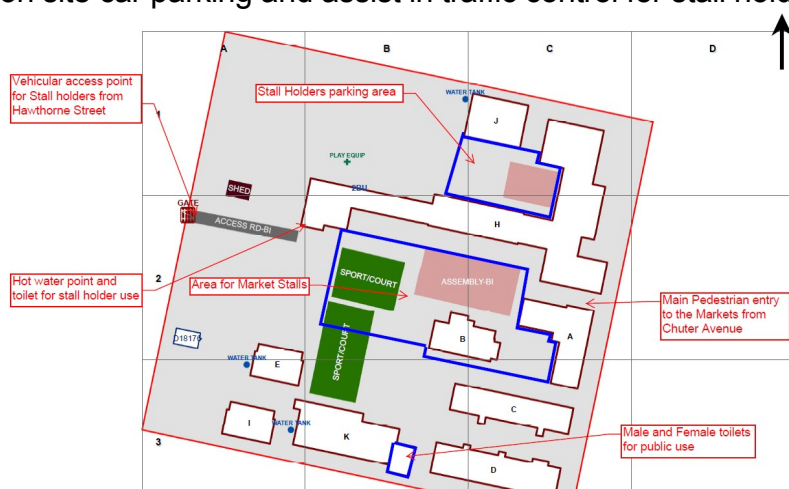 on site car parking and assist in traffic control for stall hold
A
B
C
D
Vehicular access point
for Stall holders from
Hawthorne Street
Stall Holders parking area
WATER TANK
J
1
PLAY EQUIP
SHED
2BU
GATE
ACCESS RD-BI
H
2
Hot water point and
toilet for stall holder use
Area for Market Stalls
SPORT/COURT
ASSEMBLY-BI
Main Pedestrian entry
to the Markets from
Chuter Avenue
D18176
SPORT/COURT
B
A
WATER TANK
E
C
I
WATER TANK
K
3
Male and Female toilets
for public use
D